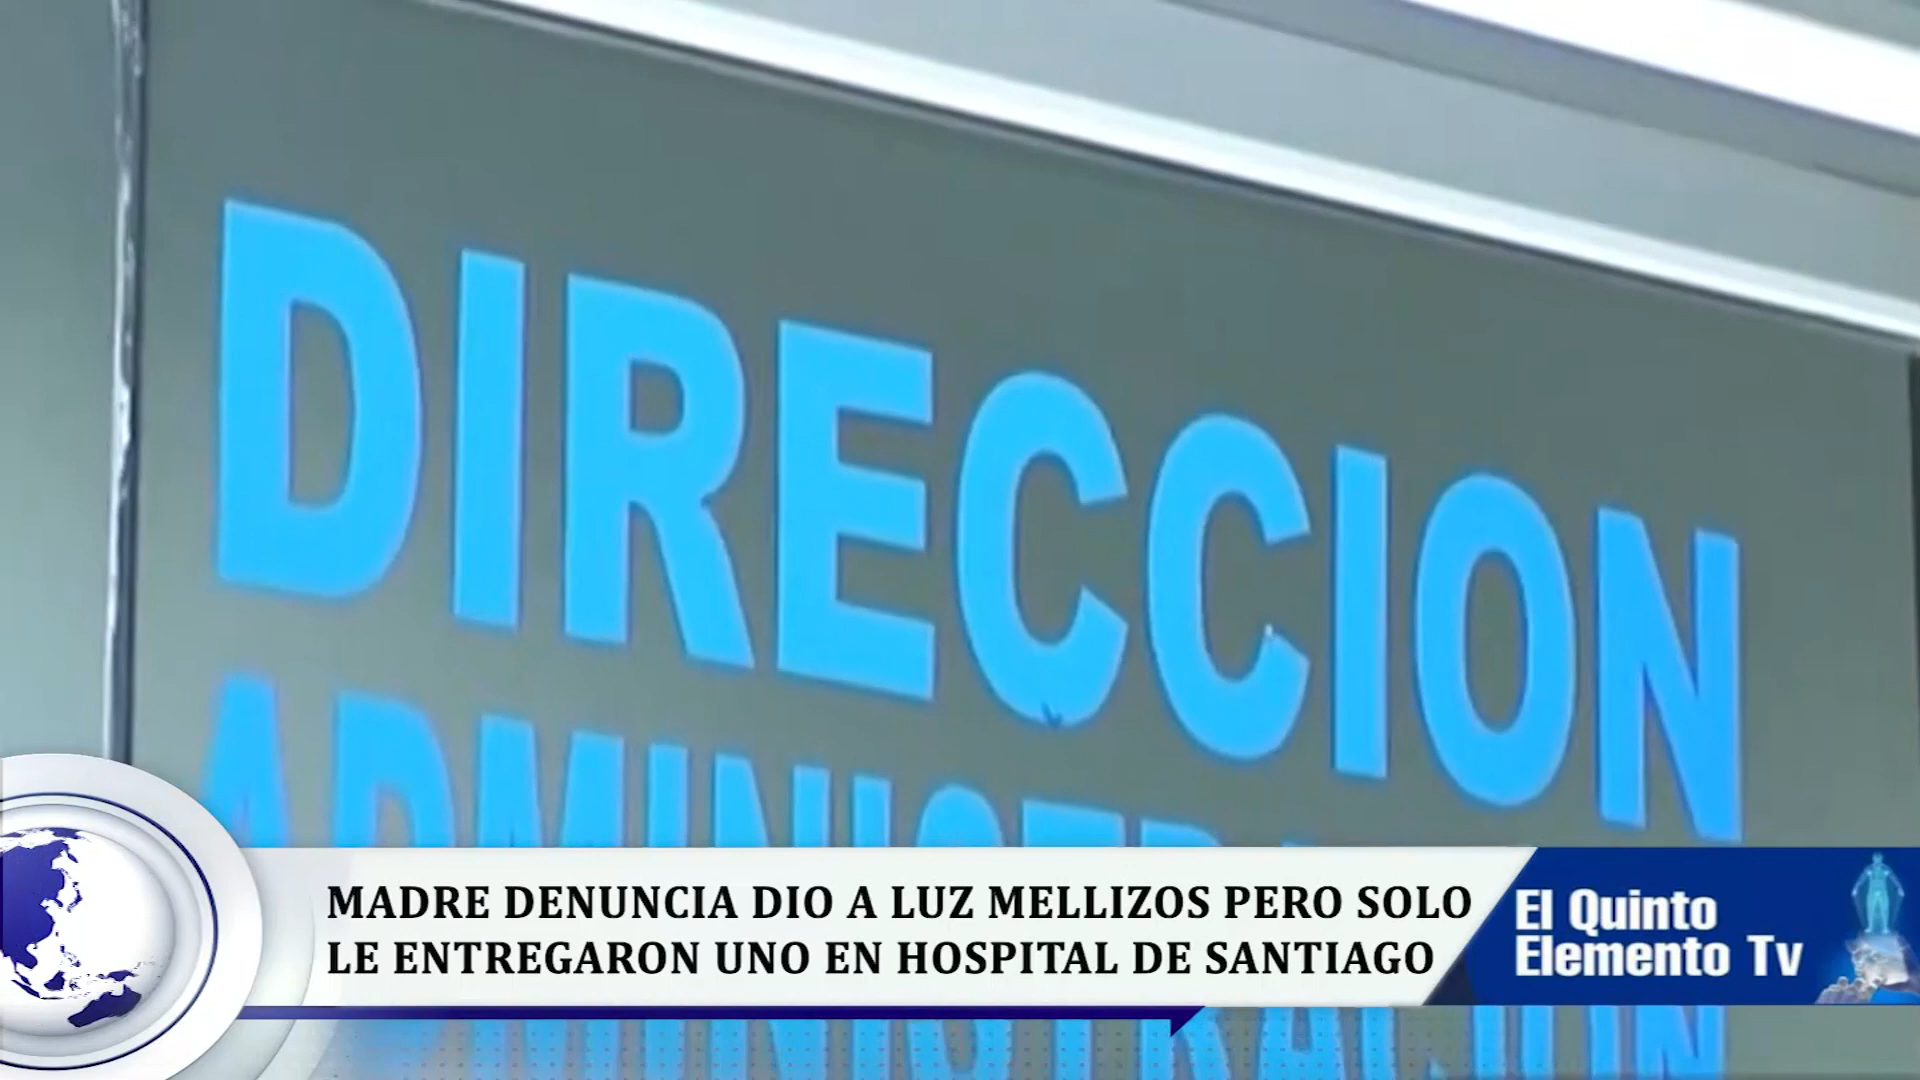 DIRECCION
ADMINISTRACION
MADRE DENUNCIA DIO A LUZ MELLIZOS PERO SOLO
LE ENTREGARON UNO EN HOSPITAL DE SANTIAGO
El Quinto
Elemento Tv